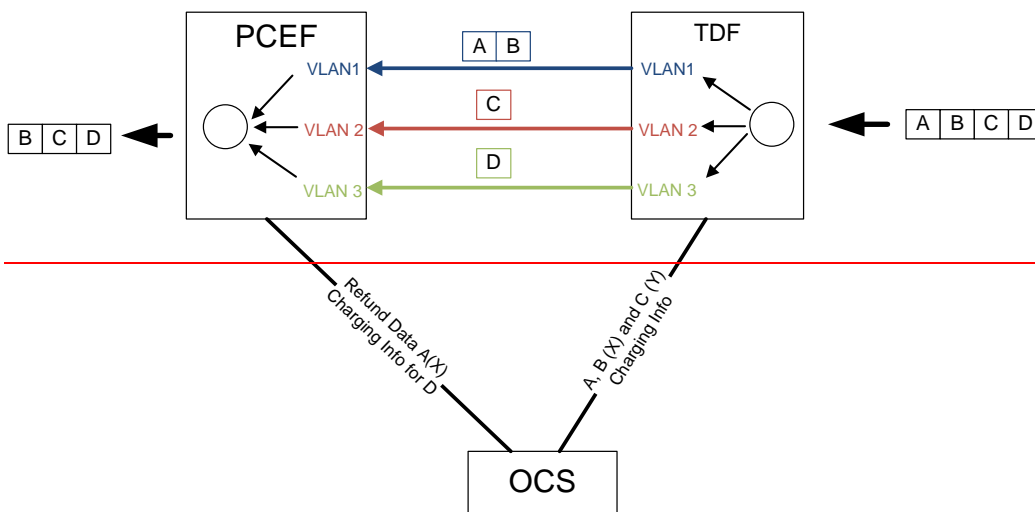 PCEF
TDF
A B
VLAN1
VLAN1
C
B C D
VLAN 2
VLAN 2
A B C D
D
VLAN 3
VLAN 3
Refund Data A(X)
Charging Info for D
A, B (X) and C (Y)
Charging Info
OCS